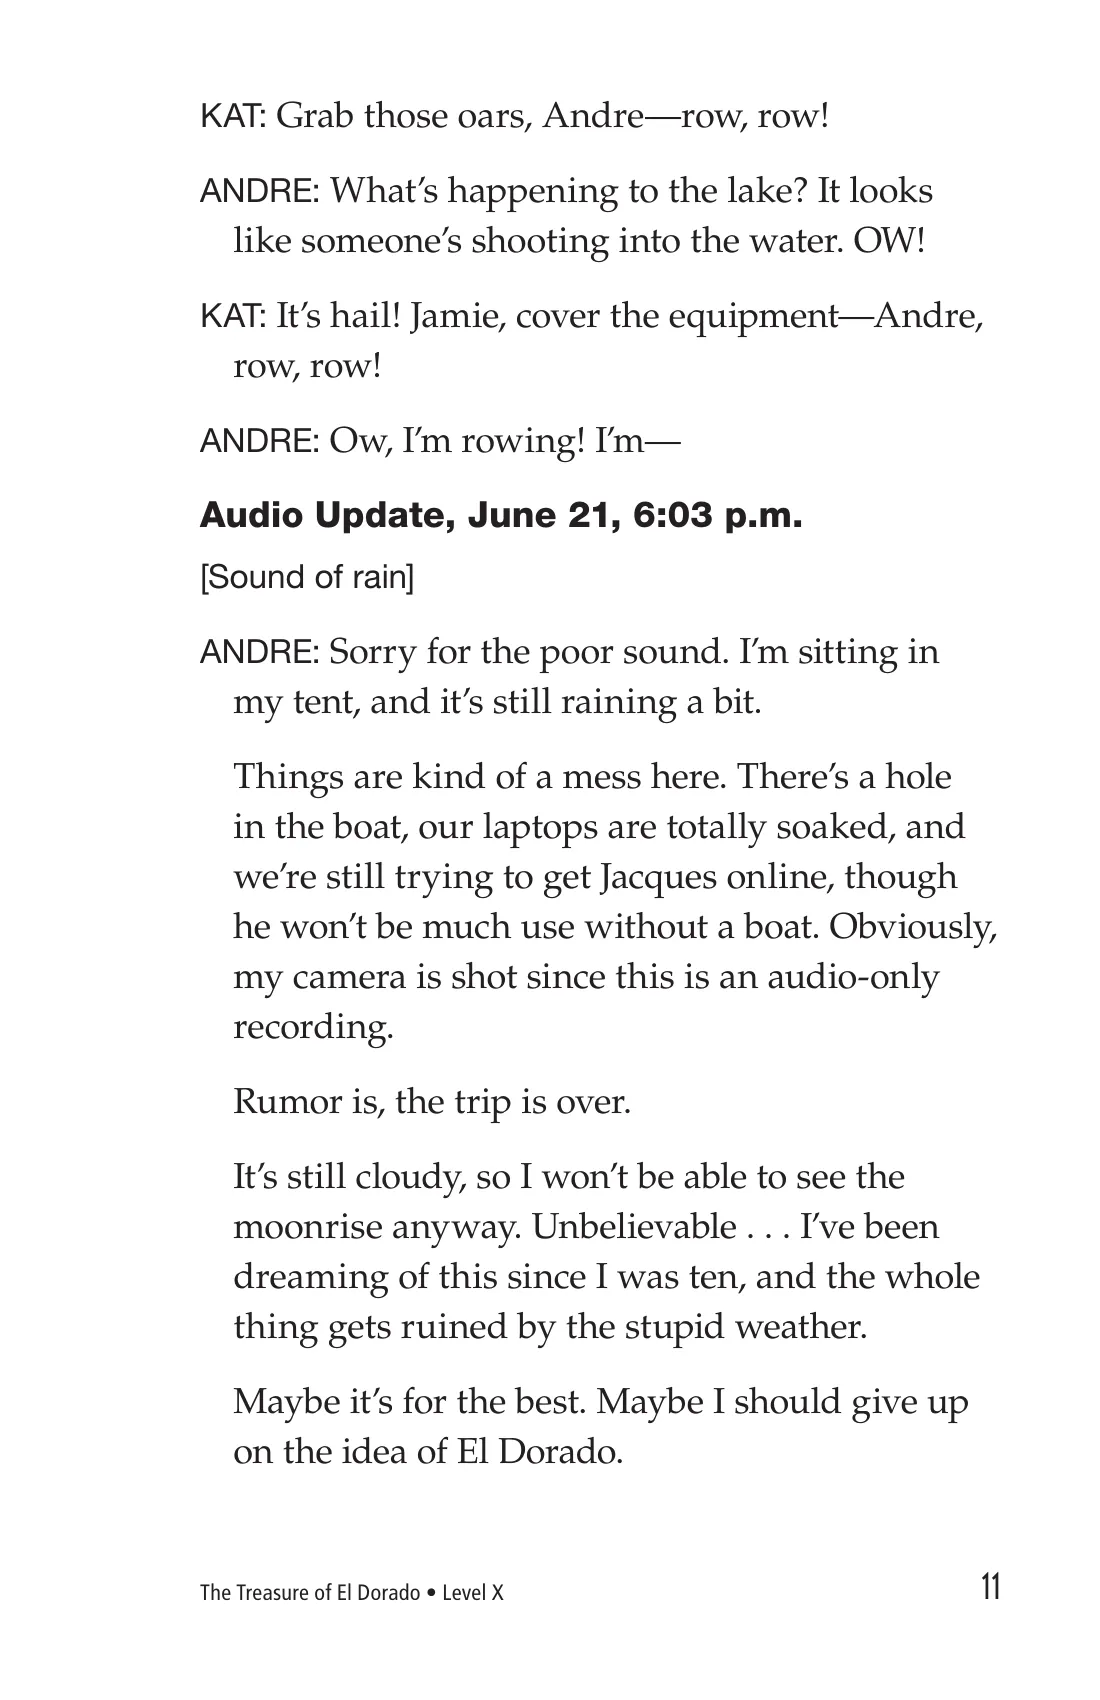 KAT: Grab those oars, Andre—row, row!
ANDRE: What’s happening to the lake? It looks
like someone’s shooting into the water. OW!
KAT: It’s hail! Jamie, cover the equipment—Andre,
row, row!
ANDRE: Ow, I’m rowing! I’m—
Audio Update, June 21, 6:03 p.m.
[Sound of rain]
ANDRE: Sorry for the poor sound. I’m sitting in
my tent, and it’s still raining a bit.
Things are kind of a mess here. There’s a hole
in the boat, our laptops are totally soaked, and
we’re still trying to get Jacques online, though
he won’t be much use without a boat. Obviously,
my camera is shot since this is an audio-only
recording.
Rumor is, the trip is over.
It’s still cloudy, so I won’t be able to see the
moonrise anyway. Unbelievable . . . I’ve been
dreaming of this since I was ten, and the whole
thing gets ruined by the stupid weather.
Maybe it’s for the best. Maybe I should give up
on the idea of El Dorado.
The Treasure of El Dorado • Level X
11